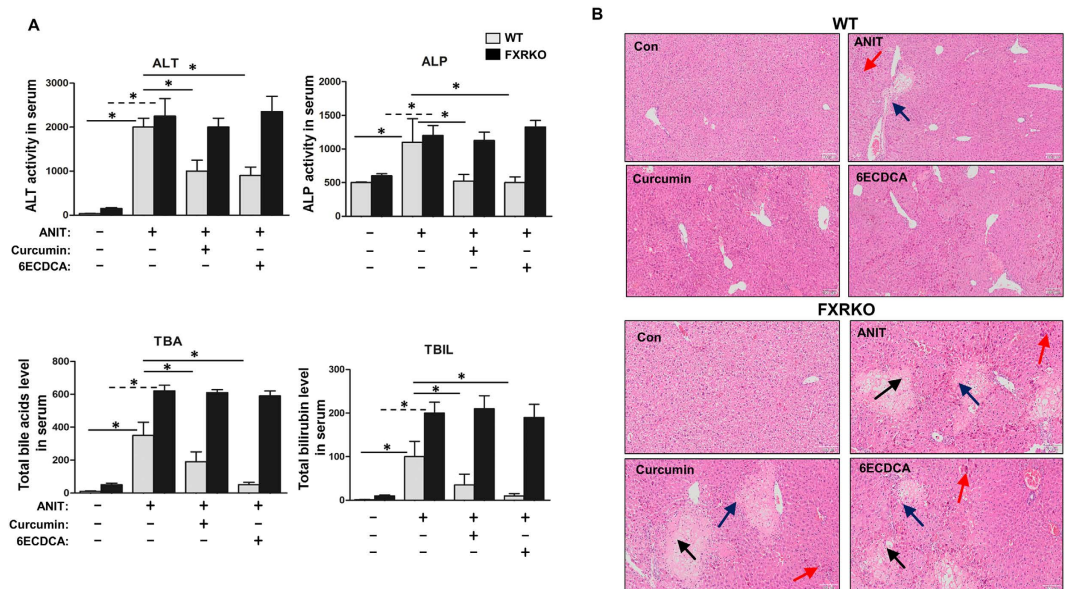 A
WT
FXRKO
ALT
ALT activity in serum
3000
2000
1000
0
*
*
*
*
ANIT: – + + +
Curcumin: – – + –
6ECDCA: – – – +
ALP
ALP activity in serum
2000
1500
1000
500
0
*
*
*
*
– + + +
– – + –
– – – +
TBA
Total bile acids level
in serum
800
600
400
200
0
*
*
*
*
ANIT: – + + +
Curcumin: – – + –
6ECDCA: – – – +
TBIL
Total bilirubin level
in serum
300
200
100
0
*
*
*
*
– + + +
– – + –
– – – +
B
WT
Con
ANIT
Curcumin
6ECDCA
FXRKO
Con
ANIT
Curcumin
6ECDCA